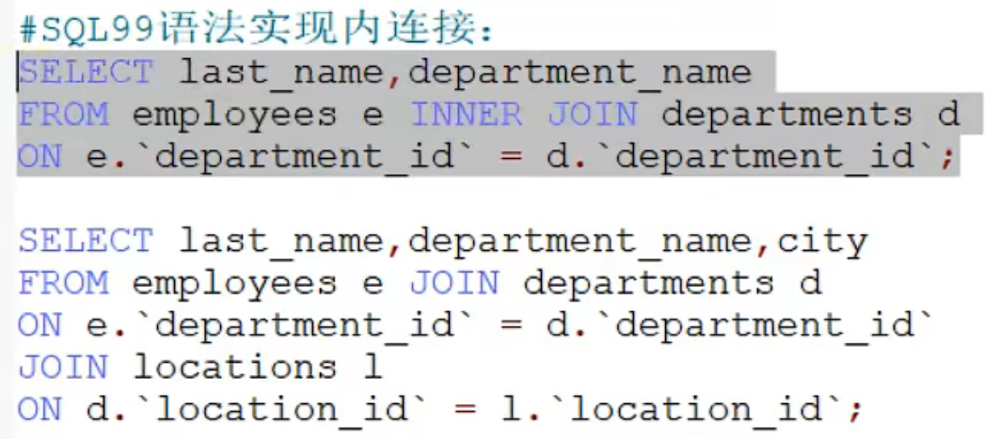 #SQL99语法实现内连接：
SELECT last_name,department_name
FROM employees e INNER JOIN departments d
ON e.`department_id` = d.`department_id`;
SELECT last_name,department_name,city
FROM employees e JOIN departments d
ON e.`department_id` = d.`department_id`
JOIN locations l
ON d.`location_id` = l.`location_id`;